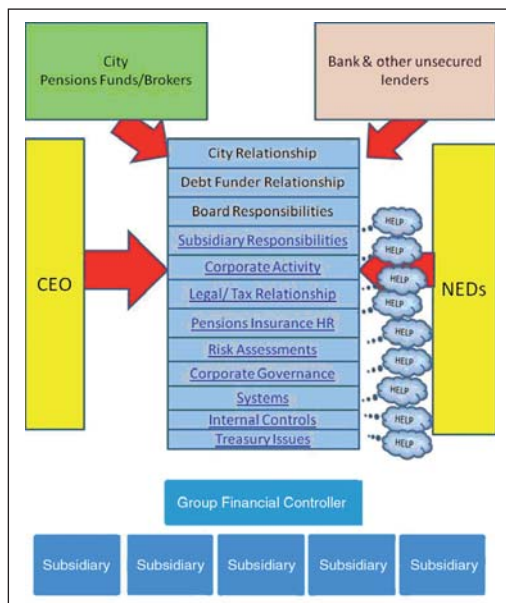 City
Pensions Funds/Brokers
Bank & other unsecured
lenders
City Relationship
Debt Funder Relationship
Board Responsibilities
HELP
Subsidiary Responsibilities
HELP
CEO
Corporate Activity
HELP
NEDs
Legal/ Tax Relationship
HELP
Pensions Insurance HR
HELP
Risk Assessments
HELP
Corporate Governance
HELP
Systems
Internal Controls
HELP
Treasury Issues
HELP
Group Financial Controller
Subsidiary Subsidiary Subsidiary Subsidiary Subsidiary